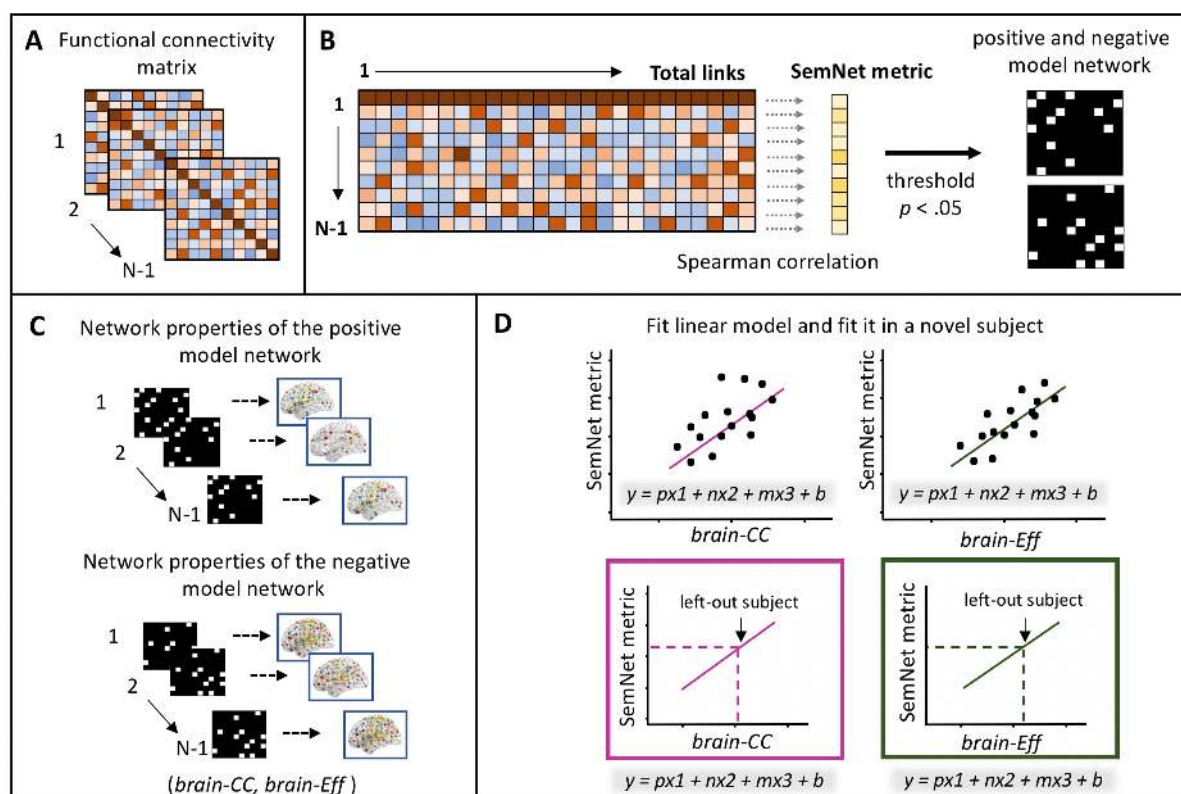 A
Functional connectivity
matrix
1
2
N-1
B
1
Total links
SemNet metric
positive and negative
model network
1
N-1
threshold
p < .05
Spearman correlation
C
Network properties of the positive
model network
1
2
N-1
Network properties of the negative
model network
1
2
N-1
(brain-CC, brain-Eff )
D
Fit linear model and fit it in a novel subject
SemNet metric
y = px1 + nx2 + mx3 + b
brain-CC
SemNet metric
y = px1 + nx2 + mx3 + b
brain-Eff
SemNet metric
left-out subject
brain-CC
y = px1 + nx2 + mx3 + b
SemNet metric
left-out subject
brain-Eff
y = px1 + nx2 + mx3 + b